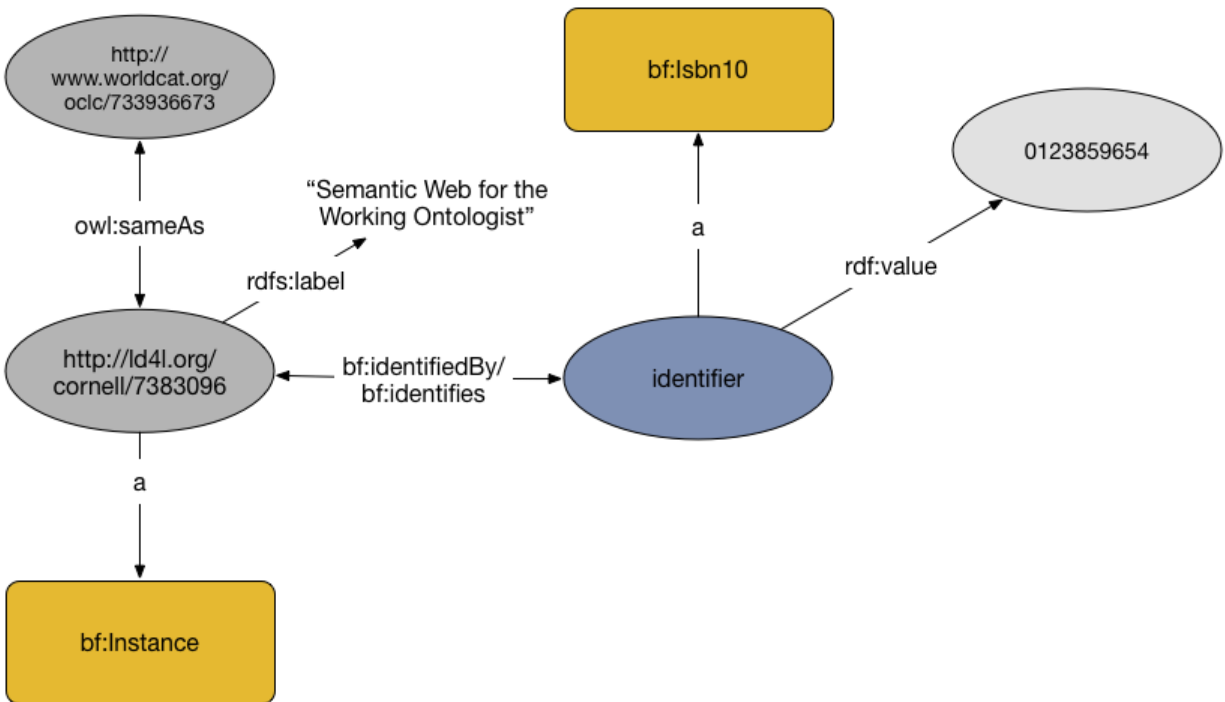 http://
www.worldcat.org/
oclc/733936673
bf:Isbn10
0123859654
“Semantic Web for the
Working Ontologist”
owl:sameAs
a
rdf:value
rdfs:label
http://ld4l.org/
cornell/7383096
bf:identifiedBy/
bf:identifies
identifier
a
bf:Instance